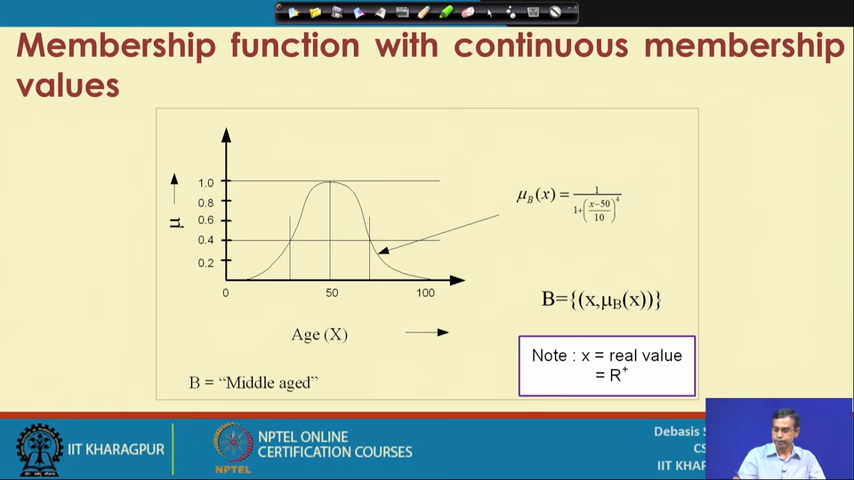 Membership function with continuous membership
values
1.0
0.8
0.6
0.4
0.2
μ
0
50
100
Age (X)
B = “Middle aged”
μB(x) = 1 / 1+((x−50)/10)^4
B={(x,μB(x))}
Note : x = real value
= R+
IIT KHARAGPUR
NPTEL
NPTEL ONLINE
CERTIFICATION COURSES
Debasis S
CS
IIT KHAR